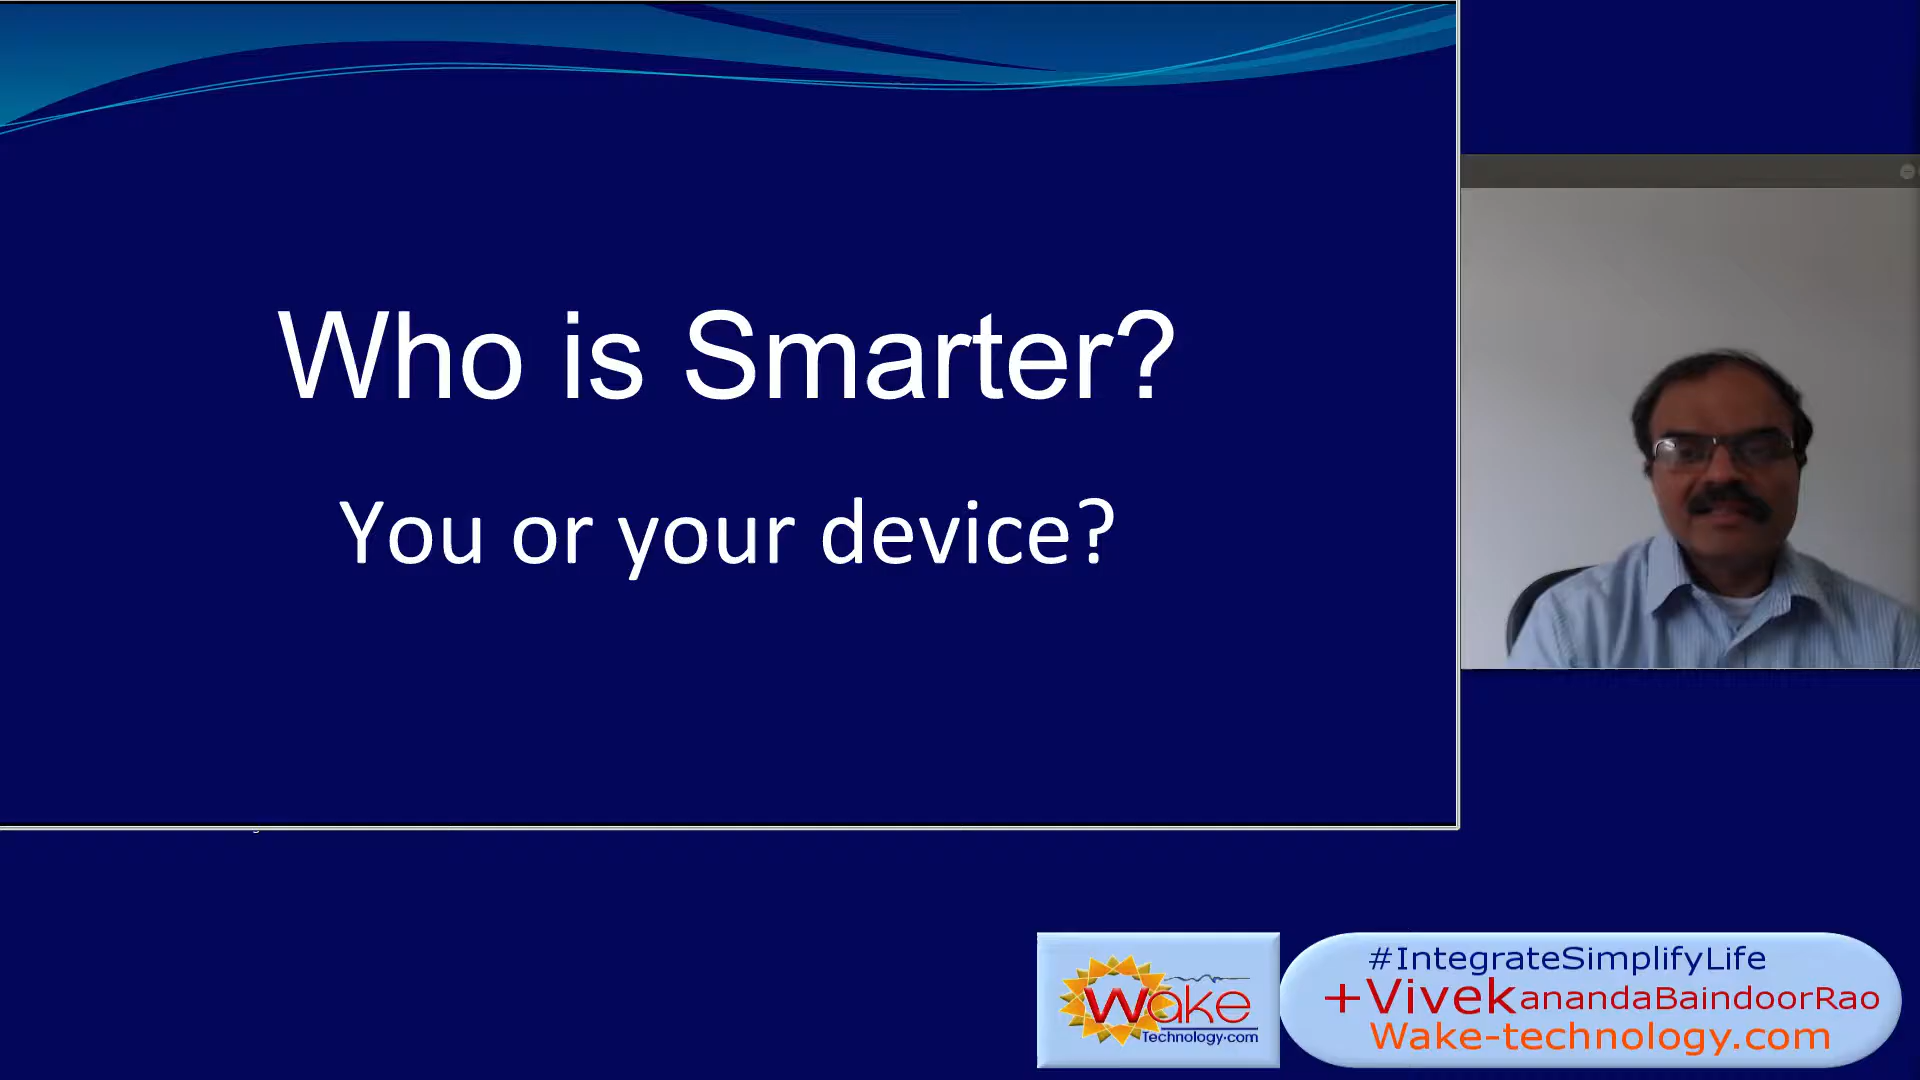 Who is Smarter?
You or your device?
Wake
Technology.com
#IntegrateSimplifyLife
+VivekanandaBaindoorRao
Wake-technology.com